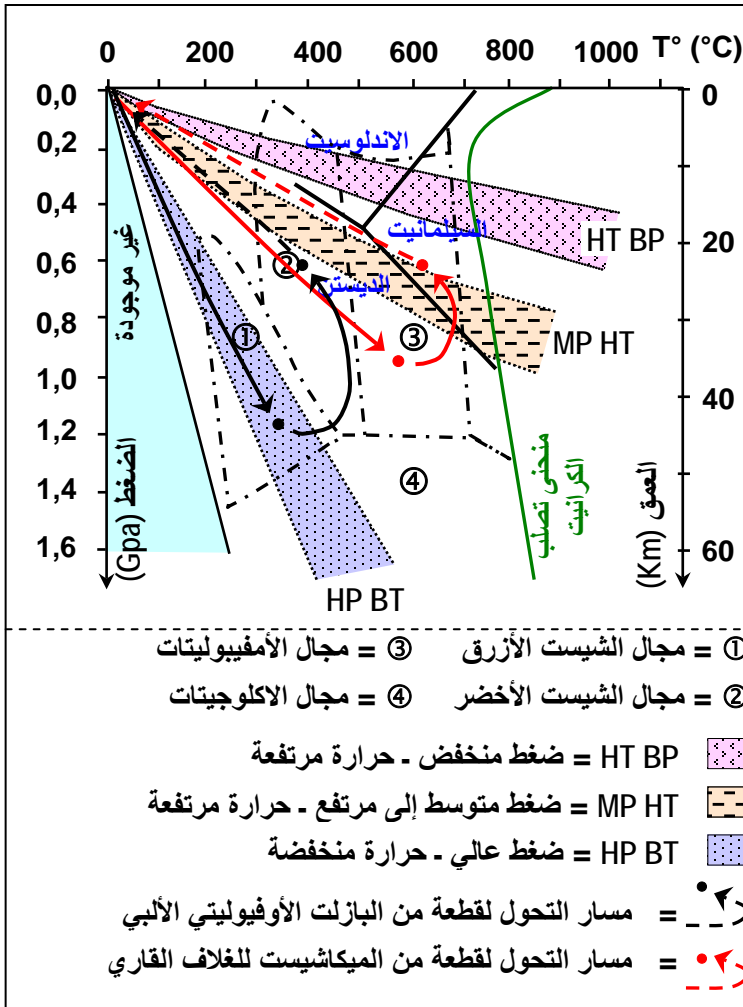 0 200 400 600 800 1000 T° (°C)
0,0
0,2
0,4
0,6
0,8
1,0
1,2
1,4
1,6
0
20
40
60
الضغط (Gpa)
العمق (Km)
غير موجودة
الاندلوسيت
السيلمانيت
الديستن
①
②
③
④
HT BP
MP HT
HP BT
منحنى تصلب
الكرانيت
① = مجال الشيست الأزرق ③ = مجال الأمفيبوليتات
② = مجال الشيست الأخضر ④ = مجال الاكلوجيتات
HT BP = ضغط منخفض ـ حرارة مرتفعة
MP HT = ضغط متوسط إلى مرتفع ـ حرارة مرتفعة
HP BT = ضغط عالي ـ حرارة منخفضة
= مسار التحول لقطعة من البازلت الأوفيوليتي الألبي
= مسار التحول لقطعة من الميكاشيست للغلاف القاري